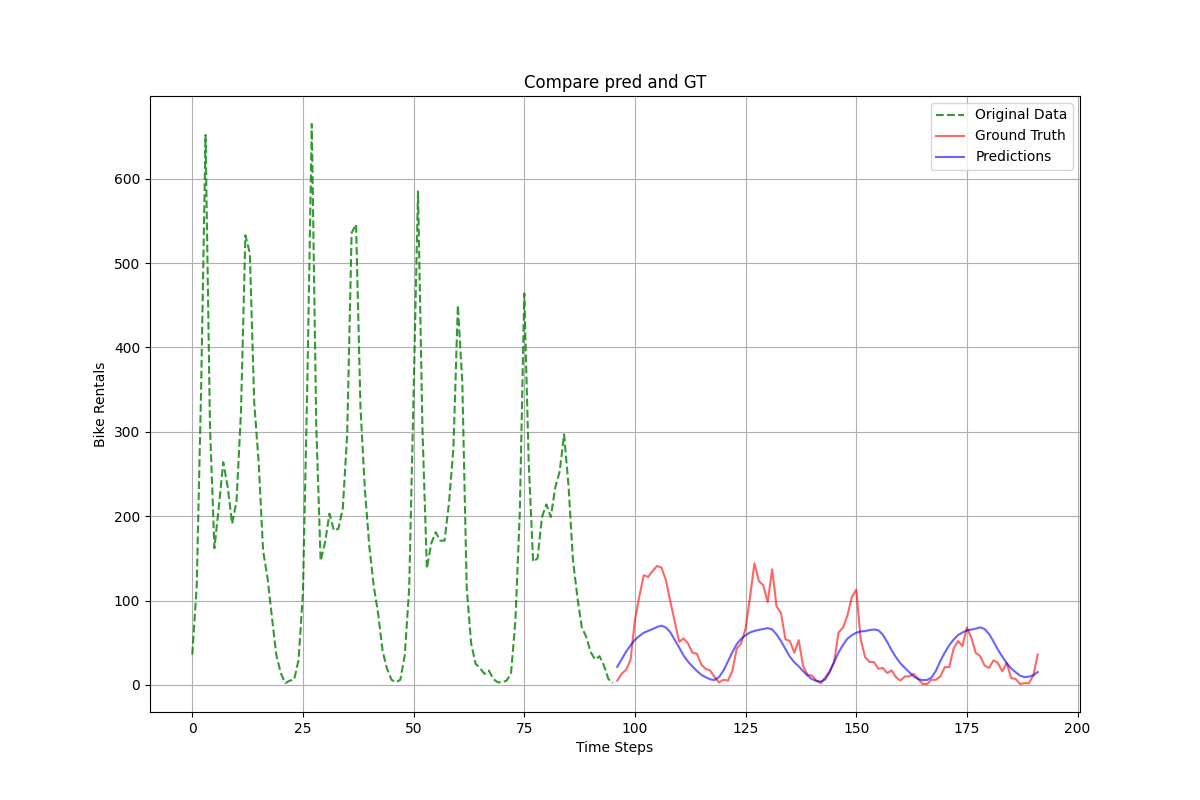 Compare pred and GT
Original Data
Ground Truth
Predictions
600
500
400
300
200
100
0
Bike Rentals
0 25 50 75 100 125 150 175 200
Time Steps